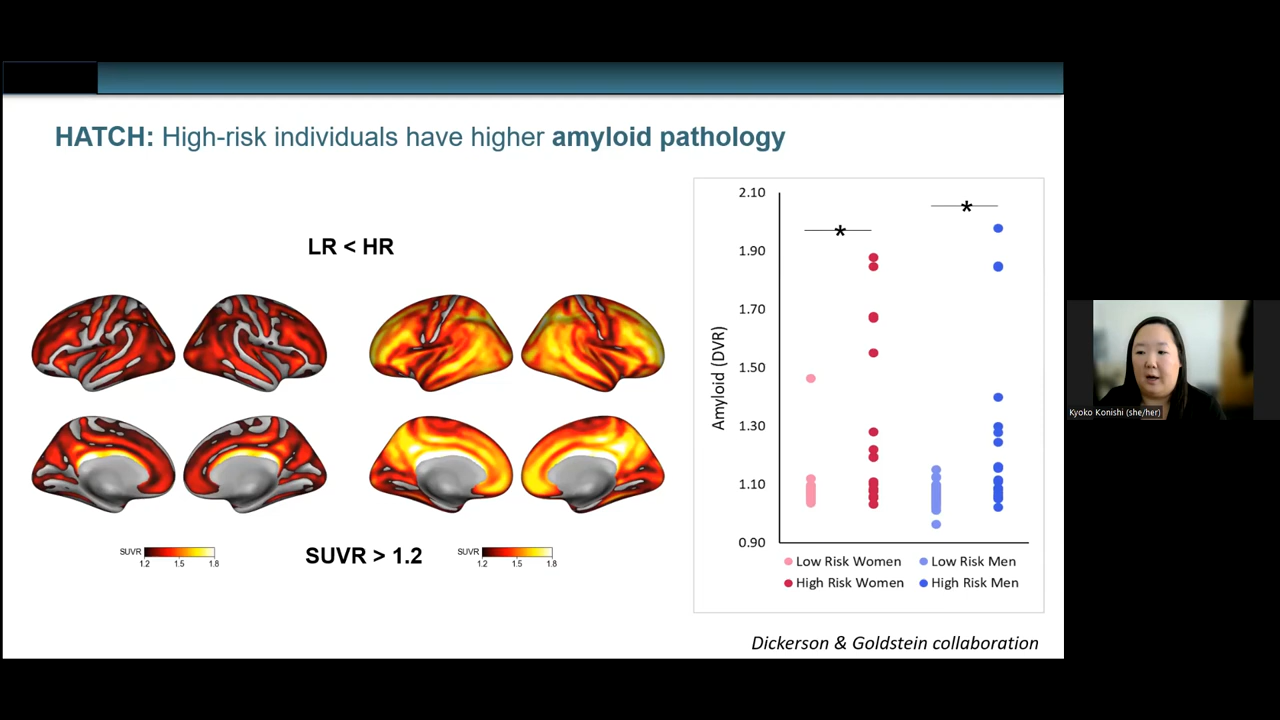 HATCH: High-risk individuals have higher amyloid pathology
LR < HR
SUVR
1.2
1.5
1.8
SUVR > 1.2
SUVR
1.2
1.5
1.8
2.10
1.90
1.70
1.50
1.30
1.10
0.90
Amyloid (DVR)
*
*
Low Risk Women
Low Risk Men
High Risk Women
High Risk Men
Dickerson & Goldstein collaboration
Kyoko Konishi (she/her)